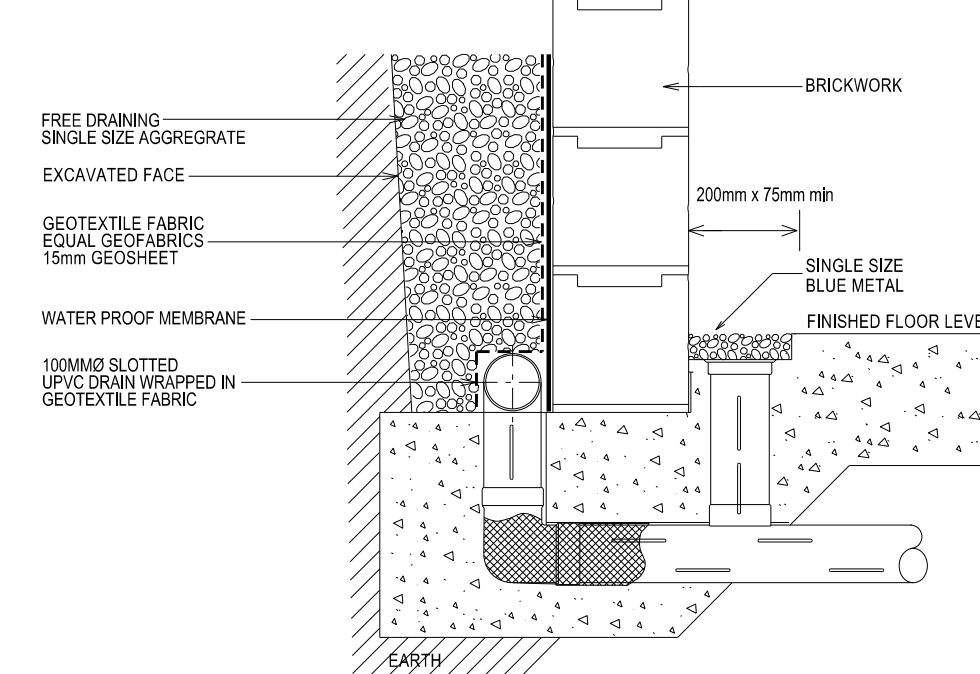 BRICKWORK
FREE DRAINING
SINGLE SIZE AGGREGRATE
EXCAVATED FACE
200mm x 75mm min
GEOTEXTILE FABRIC
EQUAL GEOFABRICS
15mm GEOSHEET
SINGLE SIZE
BLUE METAL
WATER PROOF MEMBRANE
FINISHED FLOOR LEVE
100MMØ SLOTTED
UPVC DRAIN WRAPPED IN
GEOTEXTILE FABRIC
EARTH